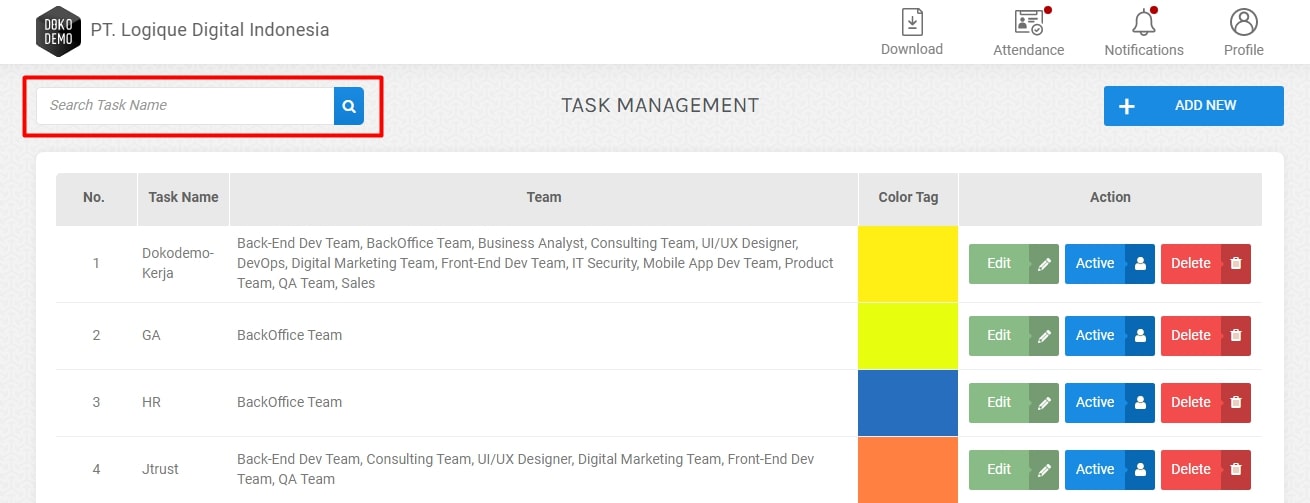 DOKO
DEMO
PT. Logique Digital Indonesia
Download
Attendance
Notifications
Profile
Search Task Name
TASK MANAGEMENT
+ ADD NEW
No. Task Name Team Color Tag Action
1
Dokodemo-
Kerja
Back-End Dev Team, BackOffice Team, Business Analyst, Consulting Team, UI/UX Designer,
DevOps, Digital Marketing Team, Front-End Dev Team, IT Security, Mobile App Dev Team, Product
Team, QA Team, Sales
Edit Active Delete
2 GA BackOffice Team Edit Active Delete
3 HR BackOffice Team Edit Active Delete
4 Jtrust
Back-End Dev Team, Consulting Team, UI/UX Designer, Digital Marketing Team, Front-End Dev
Team, QA Team
Edit Active Delete